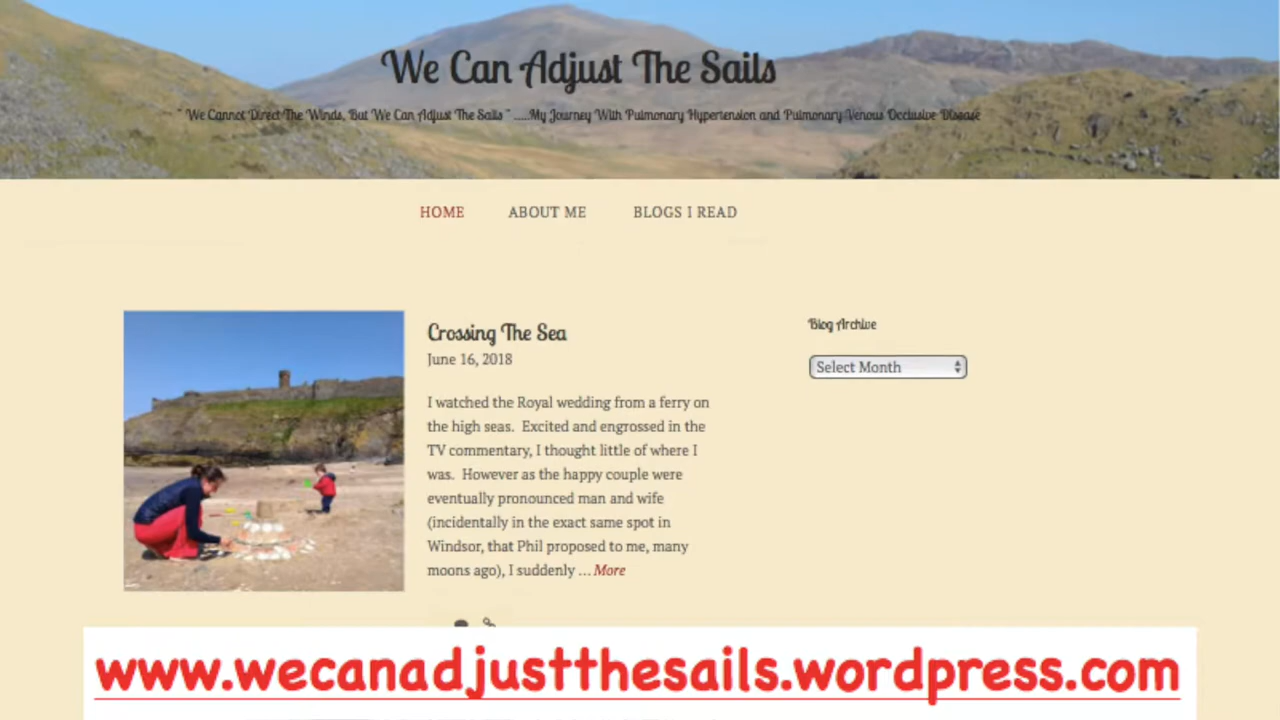 We Can Adjust The Sails
" We Cannot Direct The Winds, But We Can Adjust The Sails " .....My Journey With Pulmonary Hypertension and Pulmonary Venous Occlusive Disease
HOME ABOUT ME BLOGS I READ
Crossing The Sea
June 16, 2018
I watched the Royal wedding from a ferry on
the high seas.  Excited and engrossed in the
TV commentary, I thought little of where I
was.  However as the happy couple were
eventually pronounced man and wife
(incidentally in the exact same spot in
Windsor, that Phil proposed to me, many
moons ago), I suddenly … More
Blog Archive
Select Month
www.wecanadjustthesails.wordpress.com